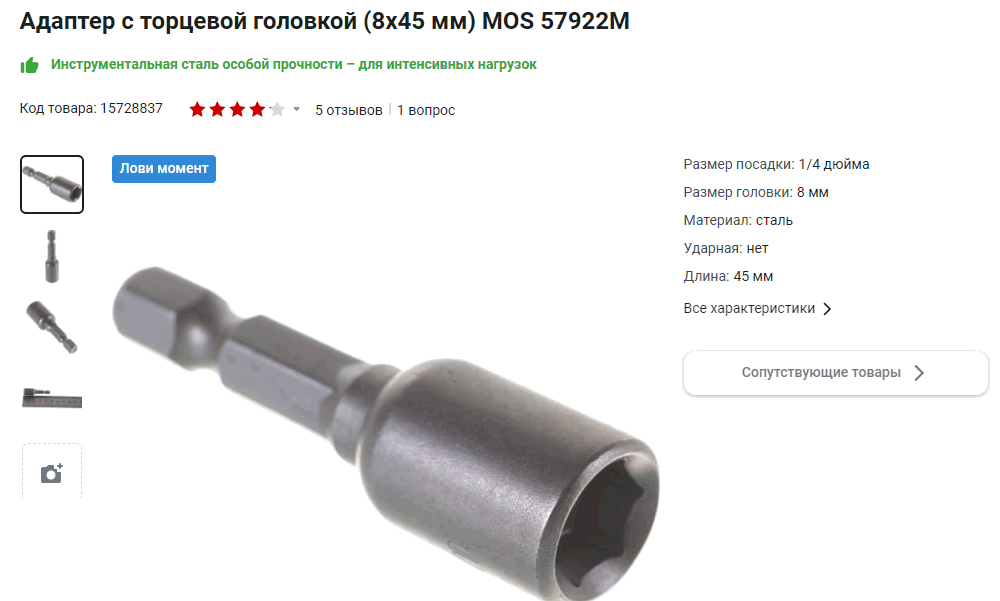 Адаптер с торцевой головкой (8х45 мм) MOS 57922М
Инструментальная сталь особой прочности – для интенсивных нагрузок
Код товара: 15728837
5 отзывов
1 вопрос
Лови момент
Размер посадки: 1/4 дюйма
Размер головки: 8 мм
Материал: сталь
Ударная: нет
Длина: 45 мм
Все характеристики
Сопутствующие товары